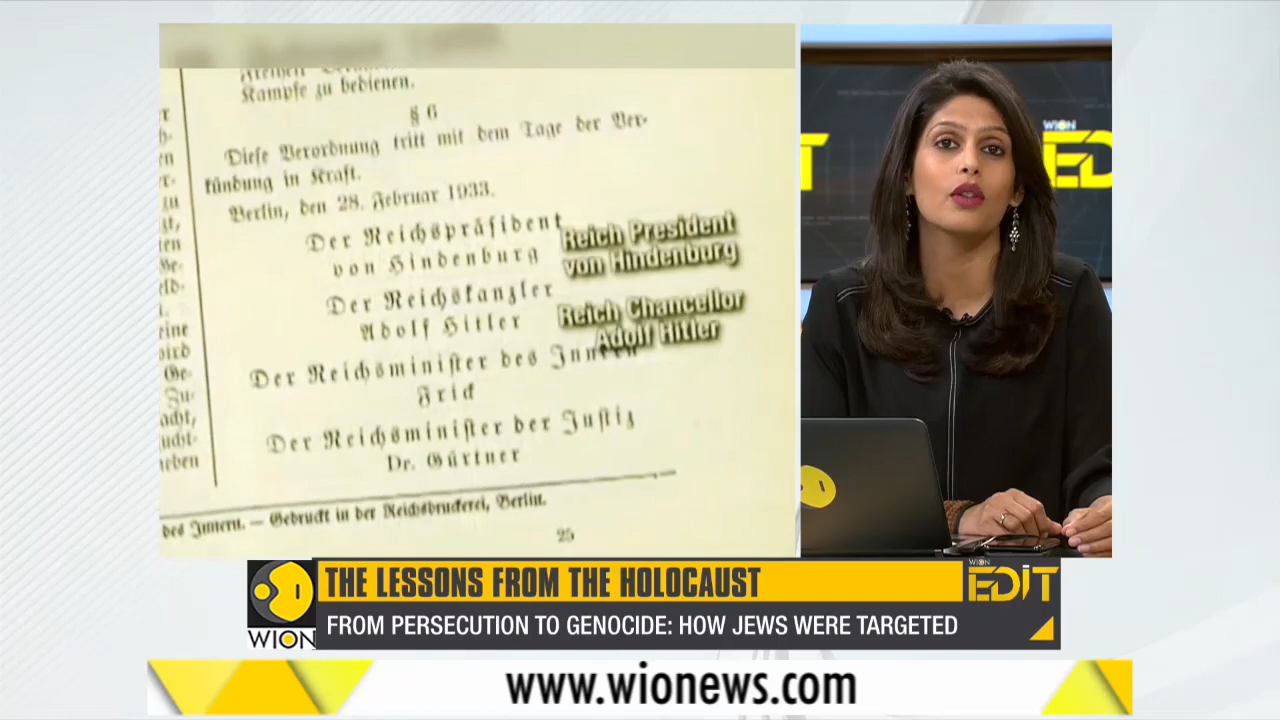 Freiheit
Kampfe zu bedienen.
§ 6
Diese Verordnung tritt mit dem Tage der Ver-
kündung in Kraft.
Berlin, den 28. Februar 1933.
Der Reichspräsident
von Hindenburg
Reich President
von Hindenburg
Der Reichskanzler
Adolf Hitler
Reich Chancellor
Adolf Hitler
Der Reichsminister des Innern
Frick
Der Reichsminister der Justiz
Dr. Gürtner
des Innern. — Gedruckt in der Reichsdruckerei, Berlin.
25
WION
EDIT
THE LESSONS FROM THE HOLOCAUST
WION
EDIT
FROM PERSECUTION TO GENOCIDE: HOW JEWS WERE TARGETED
WION
www.wionews.com